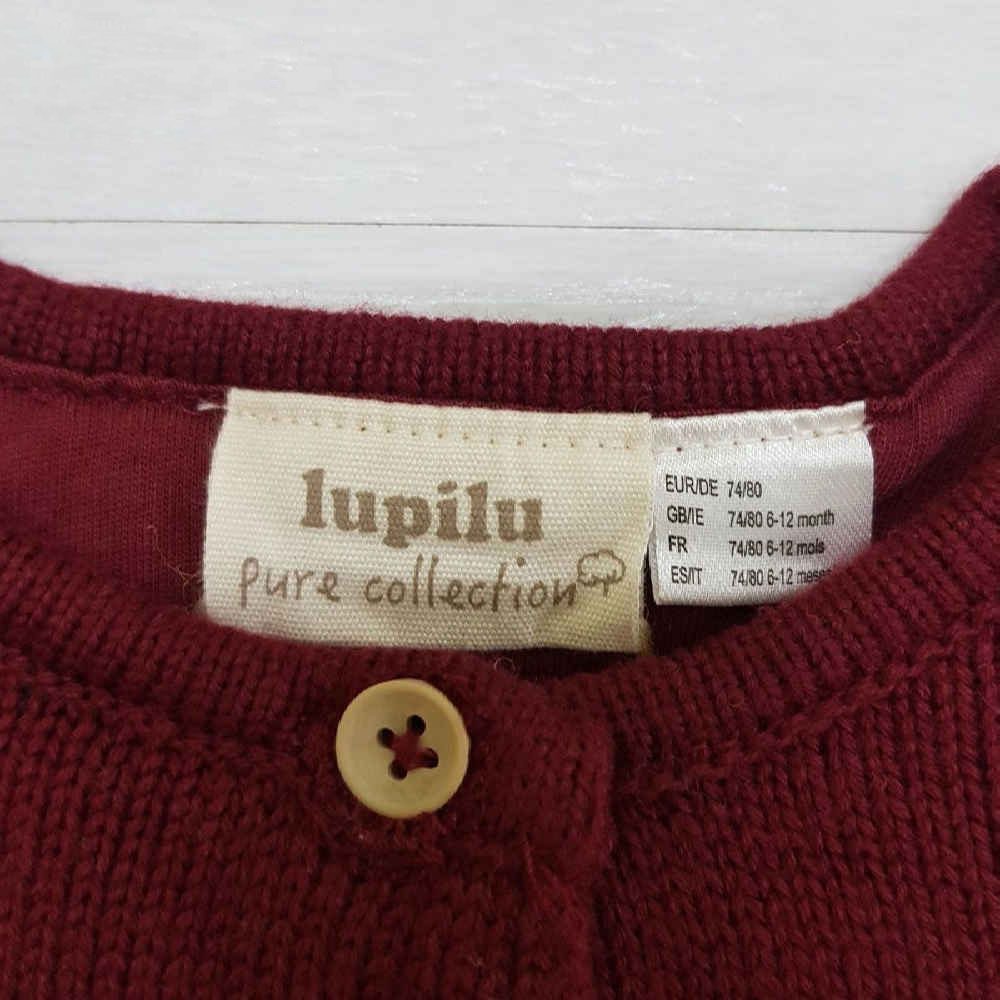 lupilu
pure collection
EUR/DE 74/80
GB/IE 74/80 6-12 month
FR 74/80 6-12 mois
ES/IT 74/80 6-12